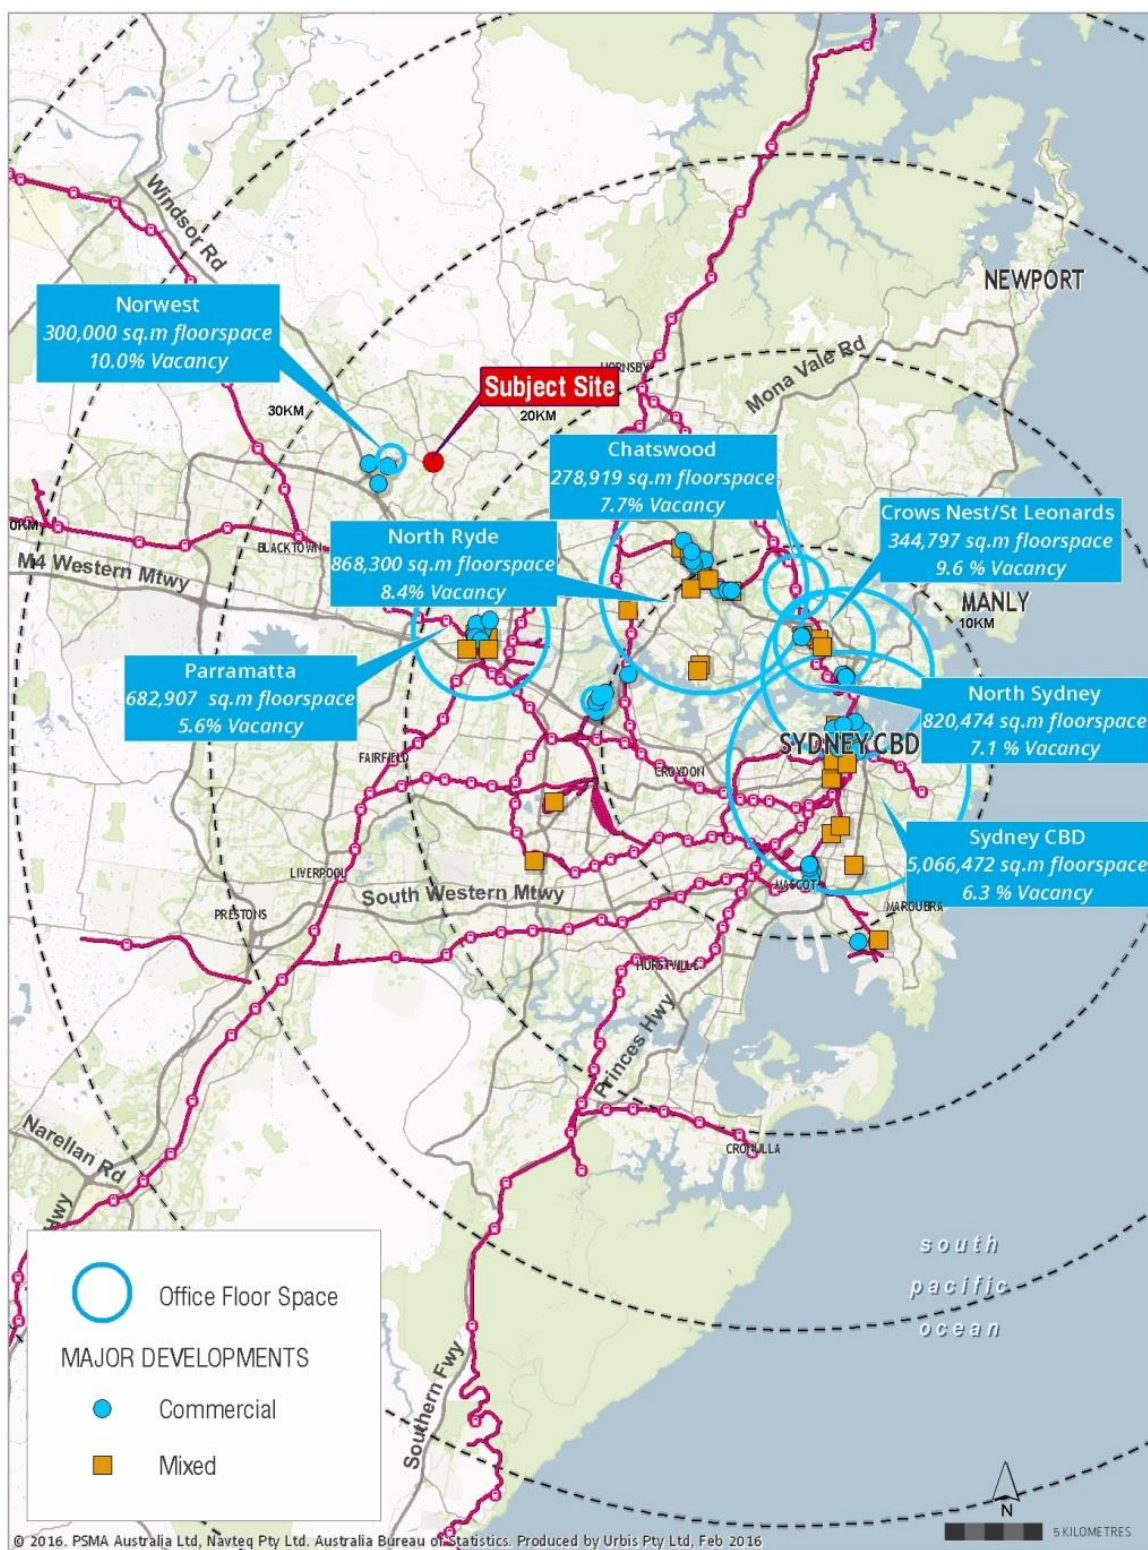 NEWPORT
Windsor Rd
Norwest
300,000 sq.m floorspace
10.0% Vacancy
HORNSBY
Mona Vale Rd
Subject Site
30KM
20KM
Chatswood
278,919 sq.m floorspace
7.7% Vacancy
Crows Nest/St Leonards
344,797 sq.m floorspace
9.6 % Vacancy
BLACKTOWN
North Ryde
868,300 sq.m floorspace
8.4% Vacancy
M4 Western Mtwy
MANLY
10KM
Parramatta
682,907 sq.m floorspace
5.6% Vacancy
North Sydney
820,474 sq.m floorspace
7.1 % Vacancy
SYDNEY CBD
FAIRFIELD
CROYDON
Sydney CBD
5,066,472 sq.m floorspace
6.3 % Vacancy
LIVERPOOL
South Western Mtwy
MASCOT
PRESTONS
MAROUBRA
HURSTVILLE
Princes Hwy
Narellan Rd
CRONULLA
Hwy
south
pacific
ocean
Office Floor Space
MAJOR DEVELOPMENTS
Commercial
Mixed
Southern Fwy
N
5 KILOMETRES
© 2016. PSMA Australia Ltd, Navteq Pty Ltd. Australia Bureau of Statistics. Produced by Urbis Pty Ltd, Feb 2016